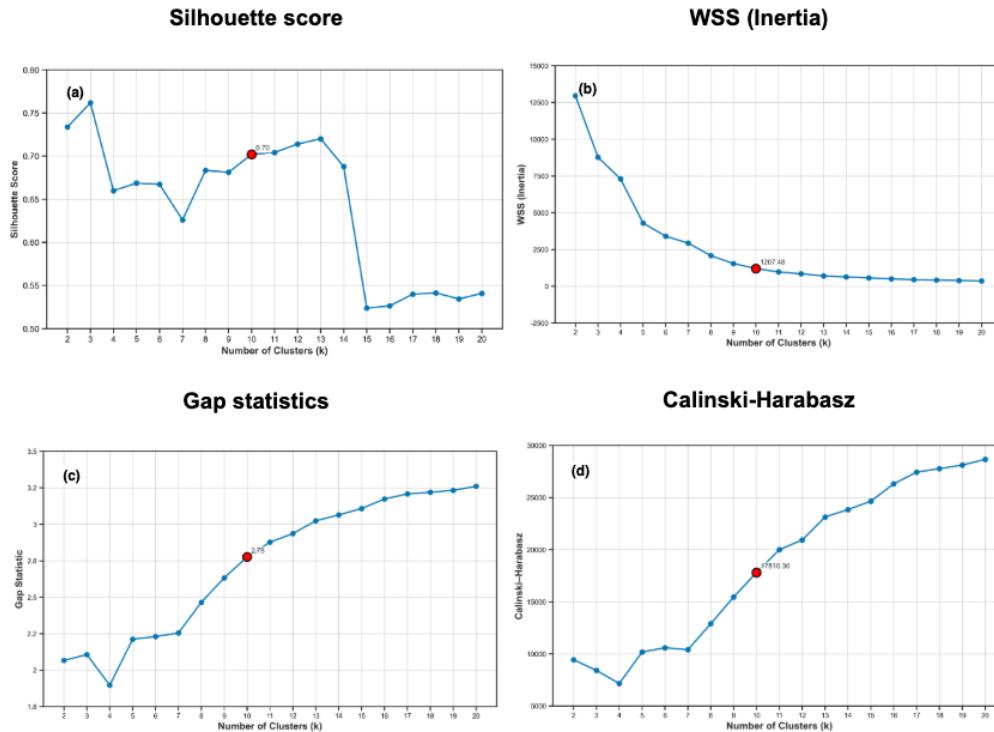 Silhouette score
WSS (Inertia)
(a)
0.80
0.75
0.70
0.65
0.60
0.55
0.50
Silhouette Score
0.70
2 3 4 5 6 7 8 9 10 11 12 13 14 15 16 17 18 19 20
Number of Clusters (k)
(b)
15000
12500
10000
7500
5000
2500
0
-2500
WSS (Inertia)
1207.48
2 3 4 5 6 7 8 9 10 11 12 13 14 15 16 17 18 19 20
Number of Clusters (k)
Gap statistics
Calinski-Harabasz
(c)
3.5
3.2
3
2.8
2.5
2.2
2
1.8
Gap Statistic
2 3 4 5 6 7 8 9 10 11 12 13 14 15 16 17 18 19 20
Number of Clusters (k)
(d)
30000
25000
20000
15000
10000
5000
Calinski–Harabasz
2 3 4 5 6 7 8 9 10 11 12 13 14 15 16 17 18 19 20
Number of Clusters (k)